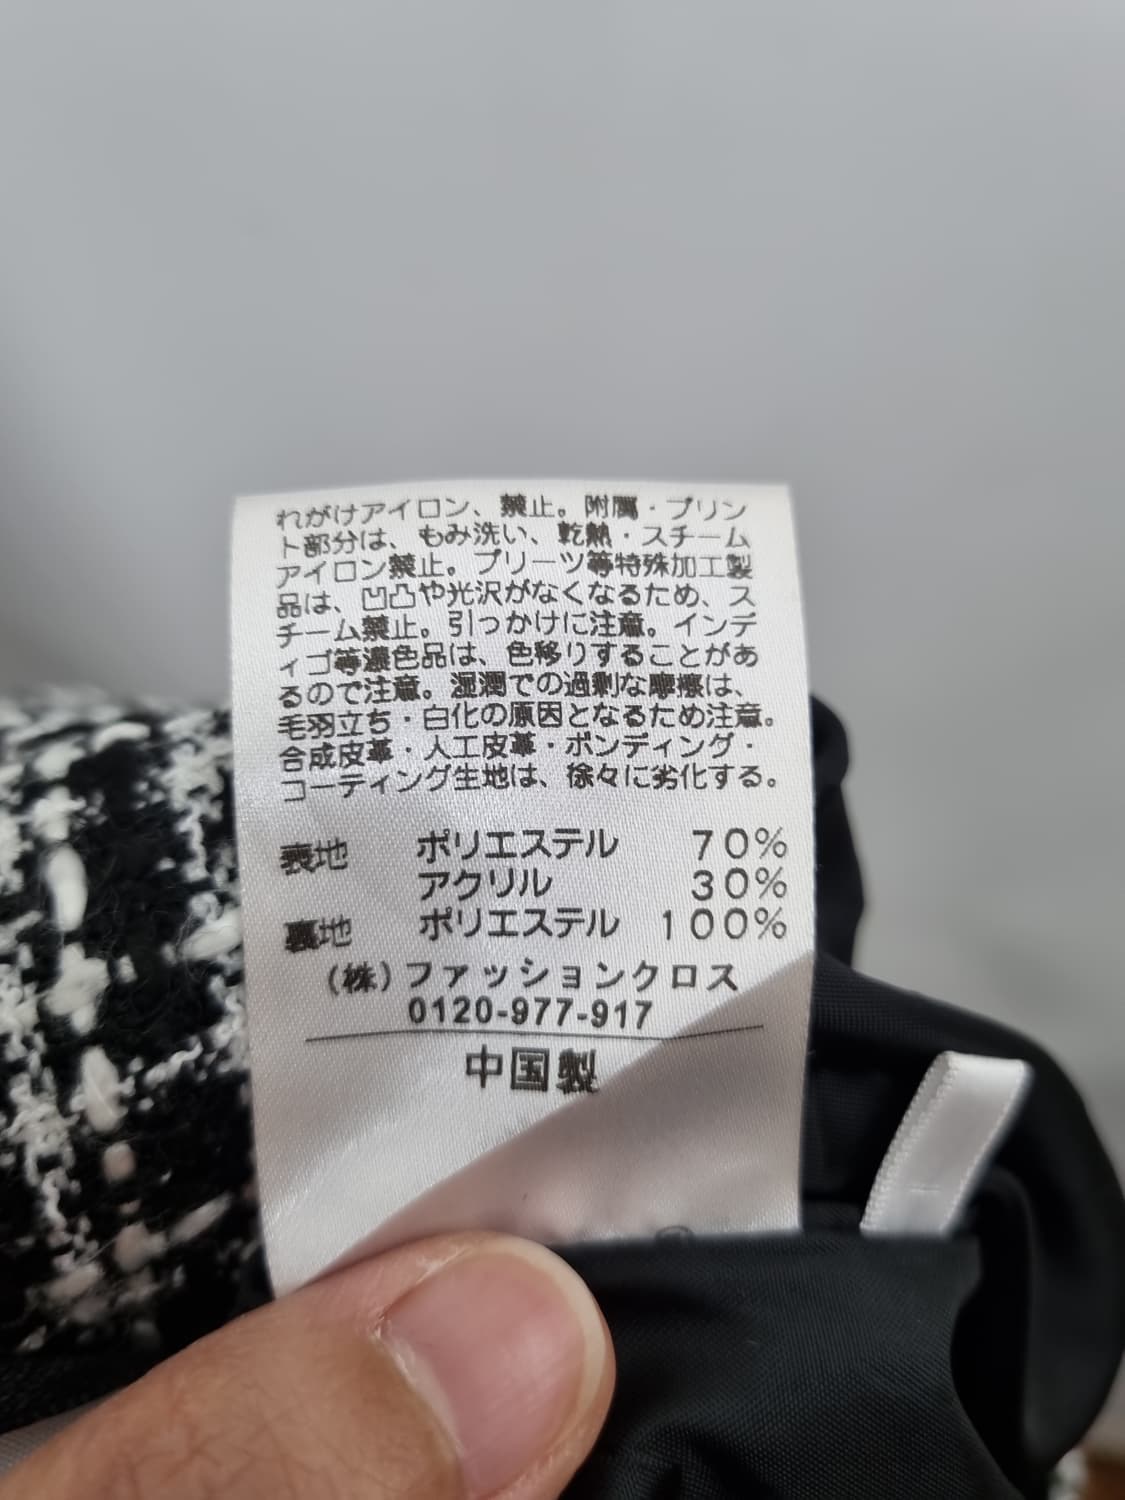 れがけアイロン、禁止。附属・プリン
ト部分は、もみ洗い、乾熱・スチーム
アイロン禁止。プリーツ等特殊加工製
品は、凹凸や光沢がなくなるため、ス
チーム禁止。引っかけに注意。インデ
ィゴ等濃色品は、色移りすることがあ
るので注意。湿潤での過剰な摩擦は、
毛羽立ち・白化の原因となるため注意。
合成皮革・人工皮革・ボンディング・
コーティング生地は、徐々に劣化する。
表地 ポリエステル 70%
アクリル 30%
裏地 ポリエステル 100%
(株)ファッションクロス
0120-977-917
中国製